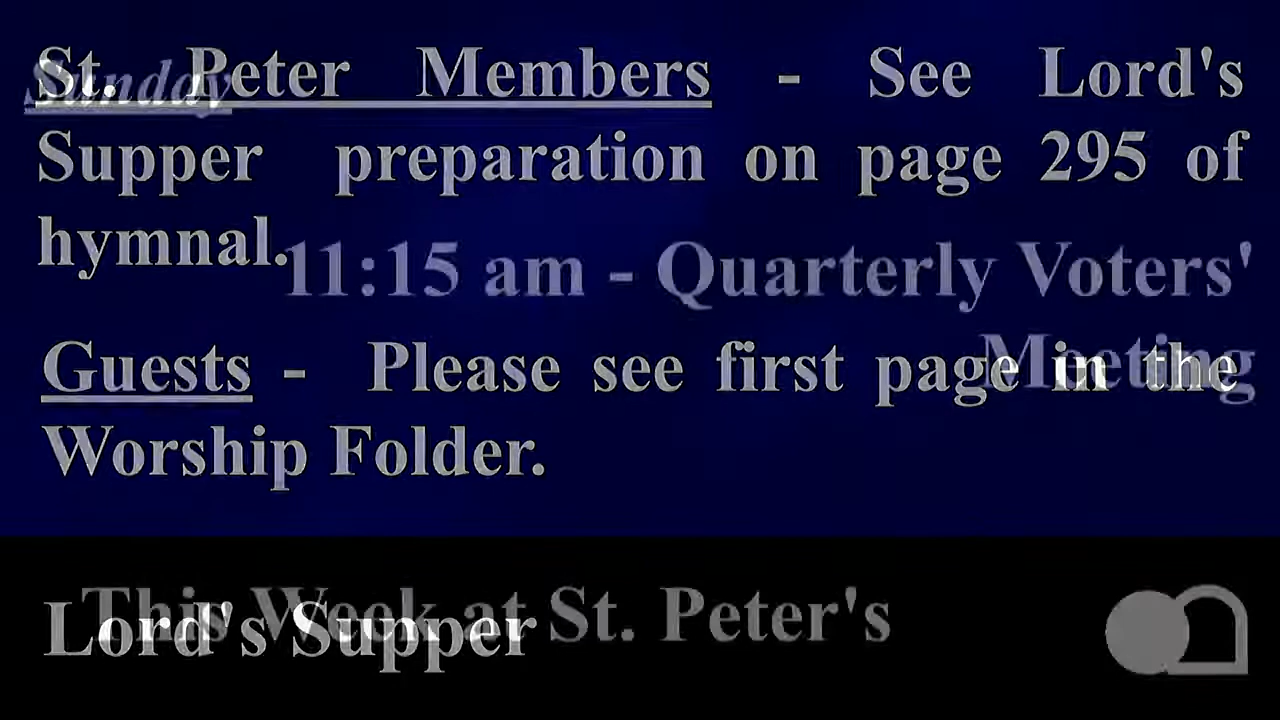 Sunday
St. Peter Members - See Lord's
Supper preparation on page 295 of
hymnal.
11:15 am - Quarterly Voters'
Meeting
Guests - Please see first page in the
Worship Folder.
This Week at St. Peter's
Lord's Supper